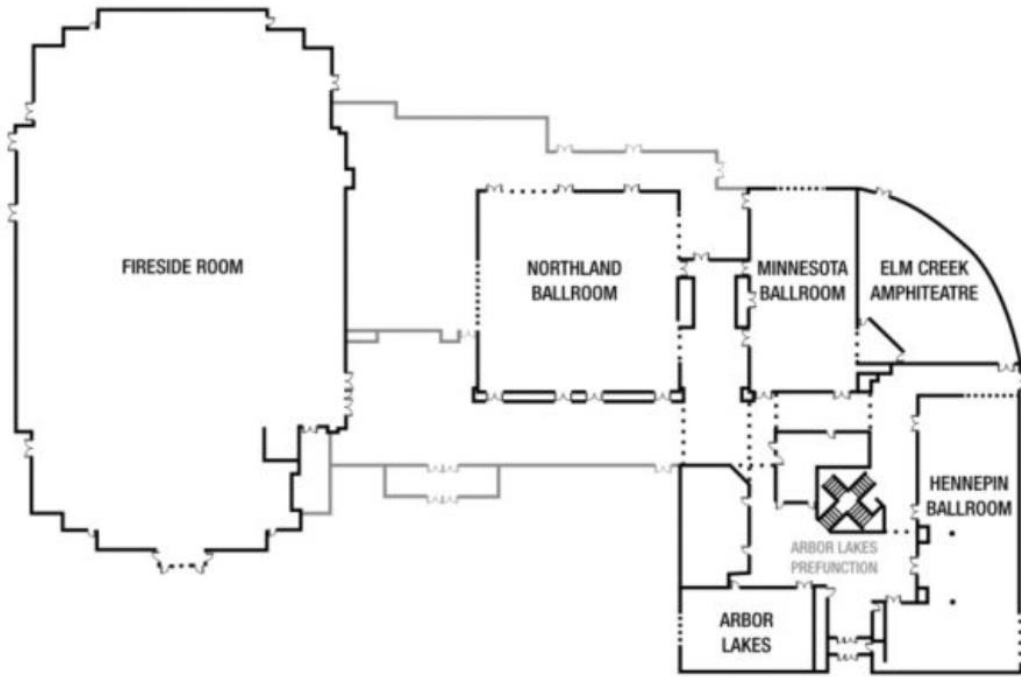 FIRESIDE ROOM
NORTHLAND
BALLROOM
MINNESOTA
BALLROOM
ELM CREEK
AMPHITEATRE
HENNEPIN
BALLROOM
ARBOR LAKES
PREFUNCTION
ARBOR
LAKES